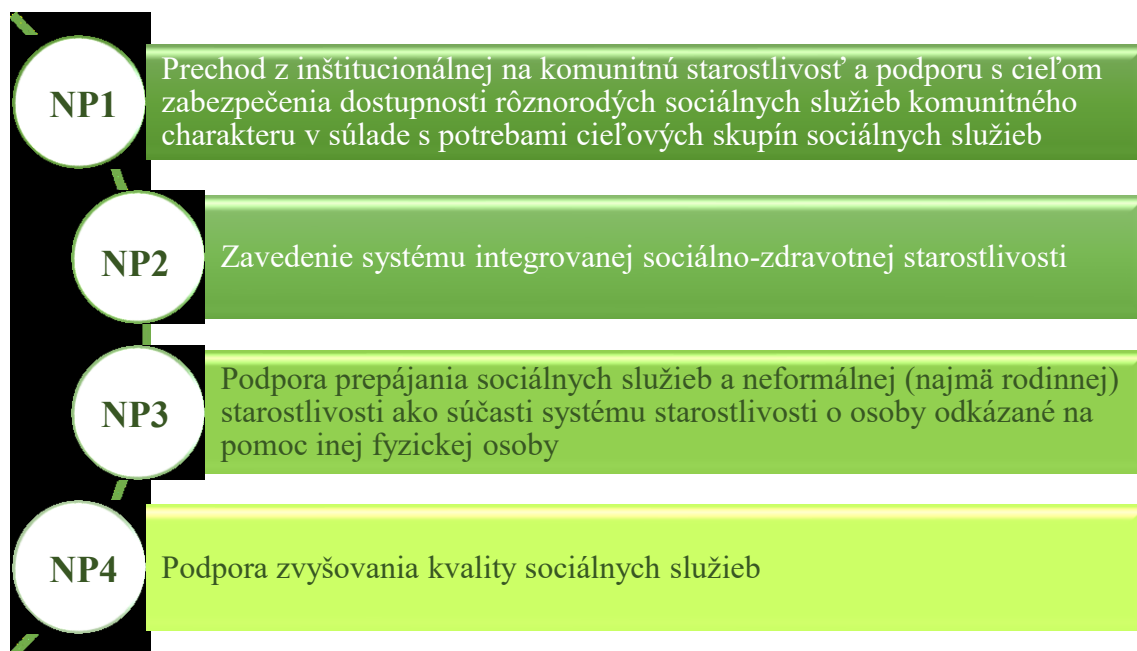 NP1
Prechod z inštitucionálnej na komunitnú starostlivosť a podporu s cieľom
zabezpečenia dostupnosti rôznorodých sociálnych služieb komunitného
charakteru v súlade s potrebami cieľových skupín sociálnych služieb
NP2
Zavedenie systému integrovanej sociálno-zdravotnej starostlivosti
NP3
Podpora prepájania sociálnych služieb a neformálnej (najmä rodinnej)
starostlivosti ako súčasti systému starostlivosti o osoby odkázané na
pomoc inej fyzickej osoby
NP4
Podpora zvyšovania kvality sociálnych služieb